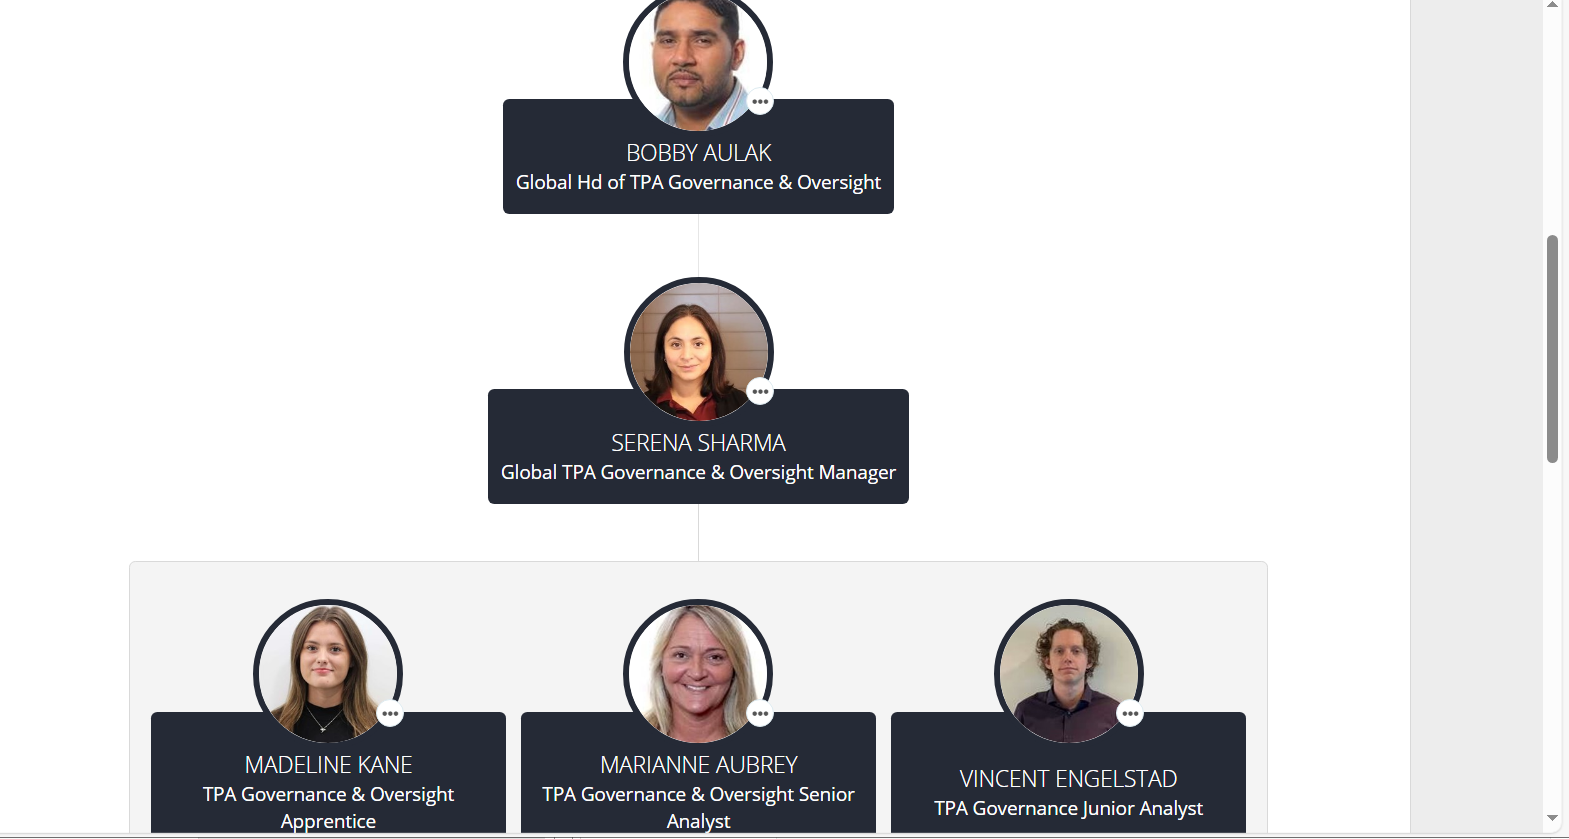 BOBBY AULAK
Global Hd of TPA Governance & Oversight
SERENA SHARMA
Global TPA Governance & Oversight Manager
MADELINE KANE
TPA Governance & Oversight
Apprentice
MARIANNE AUBREY
TPA Governance & Oversight Senior
Analyst
VINCENT ENGELSTAD
TPA Governance Junior Analyst